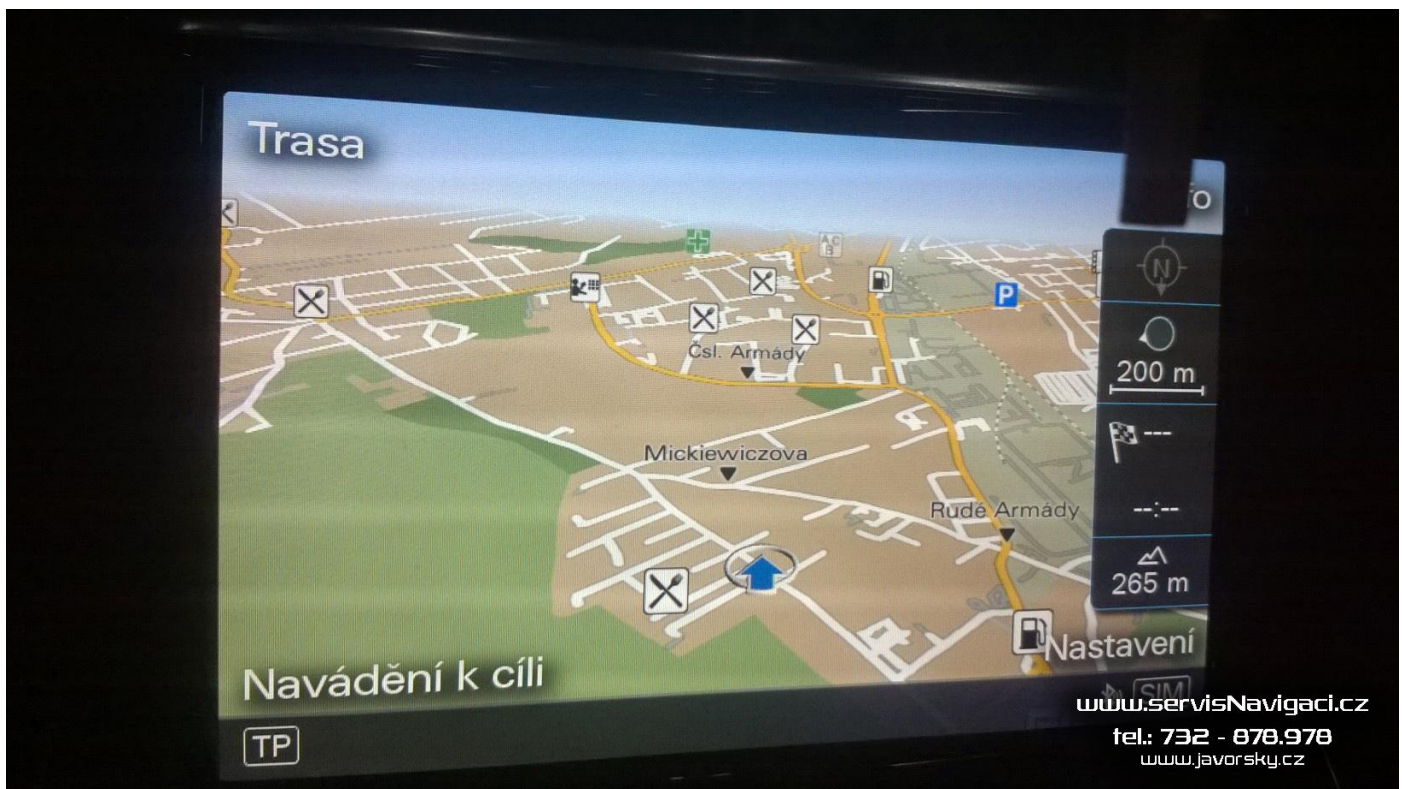 Trasa
fo
N
A C
B
P
200 m
Čsl. Armády
---
Mickiewiczova
Rudé Armády
--:--
265 m
Nastavení
Navádění k cíli
SIM
TP
www.servisNavigaci.cz
tel.: 732 - 878.978
www.javorsky.cz